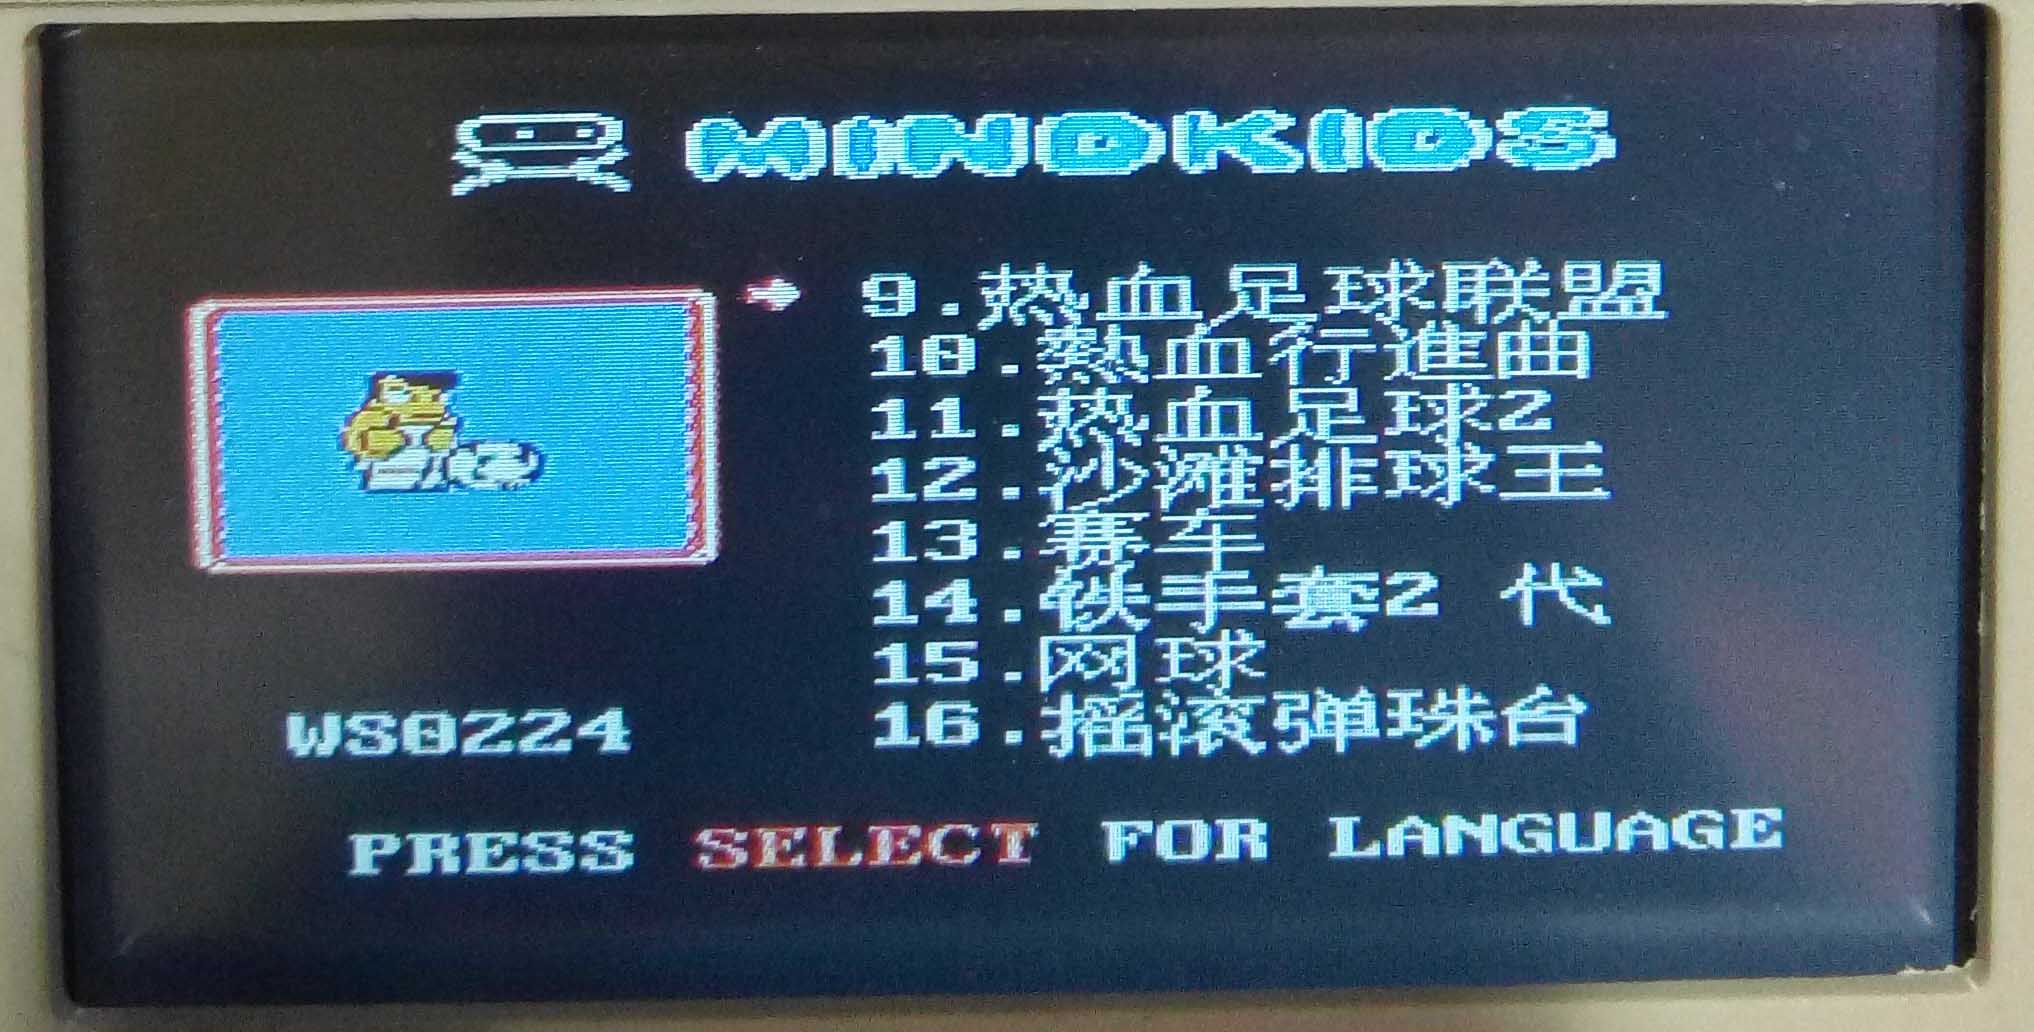 MINDKIDS
9.热血足球联盟
10.熱血行進曲
11.热血足球2
12.沙滩排球王
13.赛车
14.铁手套2 代
15.网球
16.摇滚弹珠台
WS0224
PRESS SELECT FOR LANGUAGE